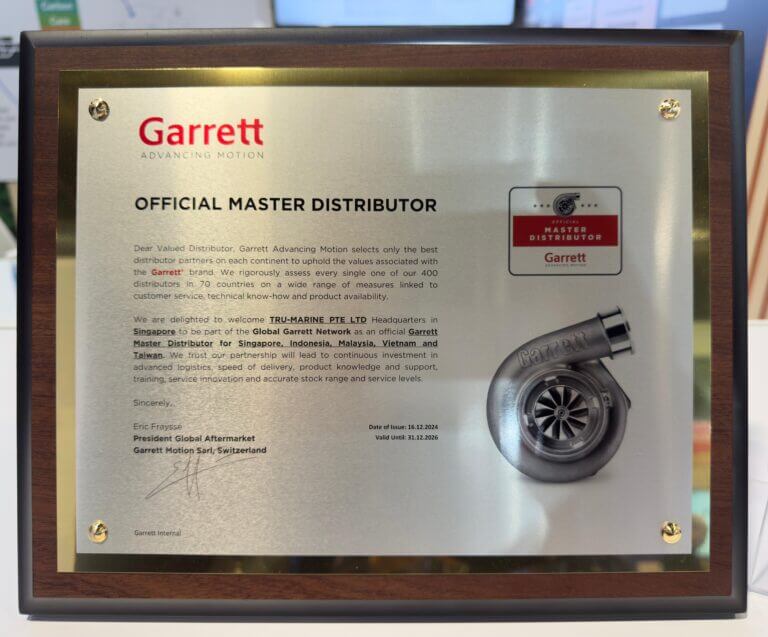 Garrett
ADVANCING MOTION
OFFICIAL MASTER DISTRIBUTOR
OFFICIAL
MASTER
DISTRIBUTOR
Garrett
ADVANCING MOTION
Dear Valued Distributor, Garrett Advancing Motion selects only the best
distributor partners on each continent to uphold the values associated with
the Garrett® brand. We rigorously assess every single one of our 400
distributors in 70 countries on a wide range of measures linked to
customer service, technical know-how and product availability.
We are delighted to welcome TRU-MARINE PTE LTD Headquarters in
Singapore to be part of the Global Garrett Network as an official Garrett
Master Distributor for Singapore, Indonesia, Malaysia, Vietnam and
Taiwan. We trust our partnership will lead to continuous investment in
advanced logistics, speed of delivery, product knowledge and support,
training, service innovation and accurate stock range and service levels.
Garrett
Sincerely,
Eric Fraysse
President Global Aftermarket
Garrett Motion Sarl, Switzerland
Date of Issue: 16.12.2024
Valid Until: 31.12.2026
Garrett Internal